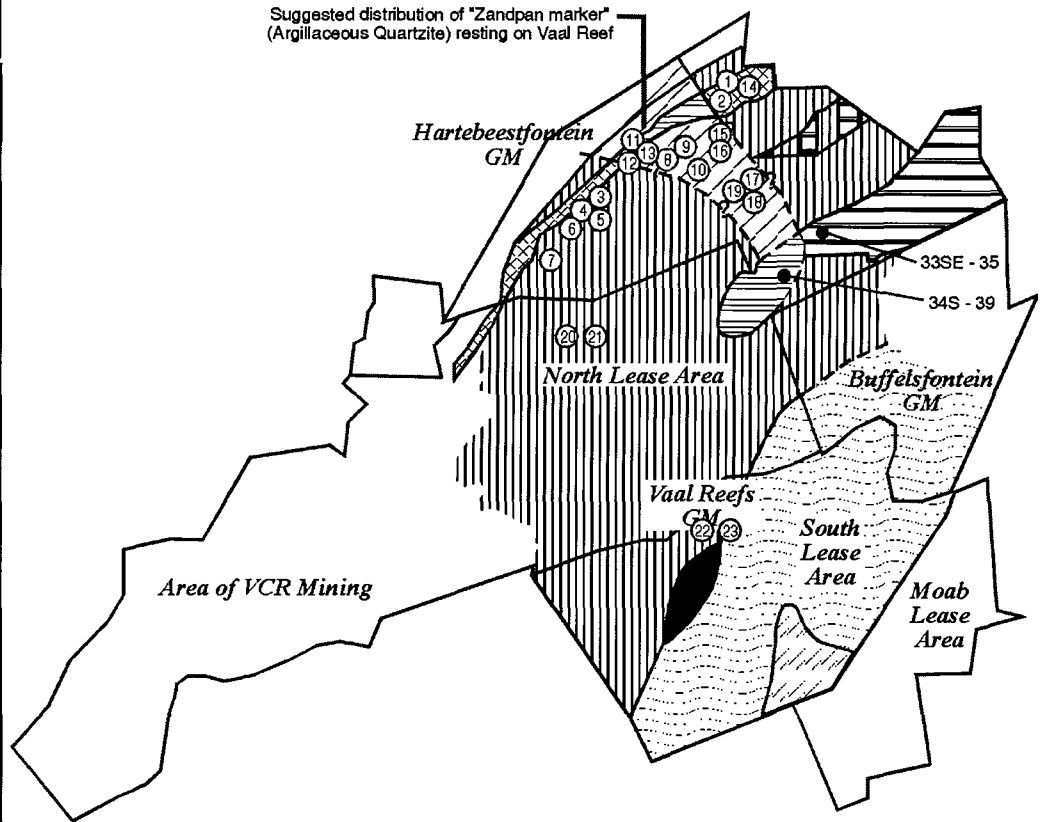 Suggested distribution of "Zandpan marker"
(Argillaceous Quartzite) resting on Vaal Reef
1
14
2
Hartebeestfontein
GM
11
15
13
9
16
12
8
10
17
3
19
4
18
5
6
33SE - 35
7
34S - 39
20
21
North Lease Area
Buffelsfontein
GM
Vaal Reefs
GM
22
23
South
Lease
Area
Area of VCR Mining
Moab
Lease
Area
?
?